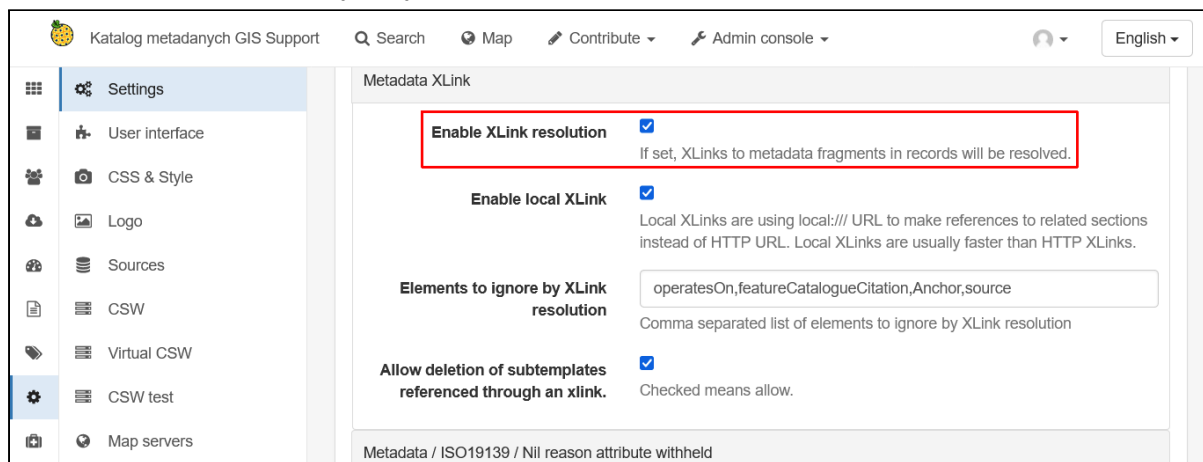 Katalog metadanych GIS Support Search Map Contribute Admin console English
Settings
User interface
CSS & Style
Logo
Sources
CSW
Virtual CSW
CSW test
Map servers
Metadata XLink
Enable XLink resolution
If set, XLinks to metadata fragments in records will be resolved.
Enable local XLink
Local XLinks are using local:/// URL to make references to related sections
instead of HTTP URL. Local XLinks are usually faster than HTTP XLinks.
Elements to ignore by XLink
resolution
operatesOn,featureCatalogueCitation,Anchor,source
Comma separated list of elements to ignore by XLink resolution
Allow deletion of subtemplates
referenced through an xlink.
Checked means allow.
Metadata / ISO19139 / Nil reason attribute withheld